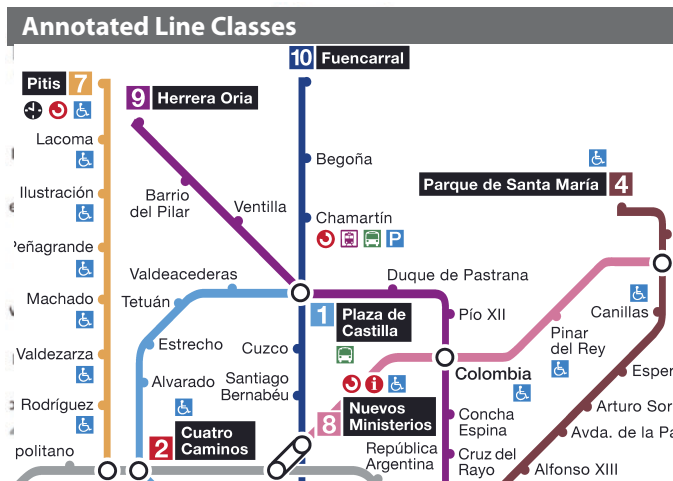 Annotated Line Classes
10 Fuencarral
Pitis 7
9 Herrera Oria
Lacoma
Begoña
Ilustración
Parque de Santa María 4
Barrio
del Pilar
Ventilla
Chamartín
P
Peñagrande
Valdeacederas
Duque de Pastrana
Machado
Tetuán
1 Plaza de
Castilla
Pío XII
Canillas
Estrecho
Cuzco
Pinar
del Rey
Valdezarza
Alvarado
Santiago
Bernabéu
Colombia
Esper
Rodríguez
8 Nuevos
Ministerios
Concha
Espina
Arturo Sor
2 Cuatro
Caminos
Avda. de la Pa
politano
República
Argentina
Cruz del
Rayo
Alfonso XIII